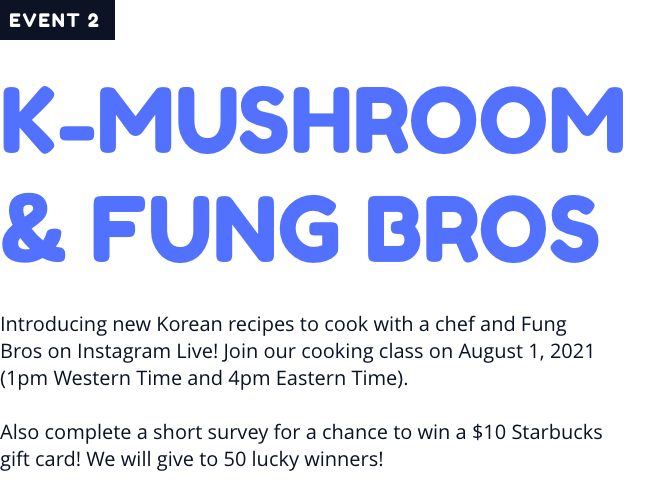 EVENT 2
K-MUSHROOM
& FUNG BROS
Introducing new Korean recipes to cook with a chef and Fung
Bros on Instagram Live! Join our cooking class on August 1, 2021
(1pm Western Time and 4pm Eastern Time).
Also complete a short survey for a chance to win a $10 Starbucks
gift card! We will give to 50 lucky winners!